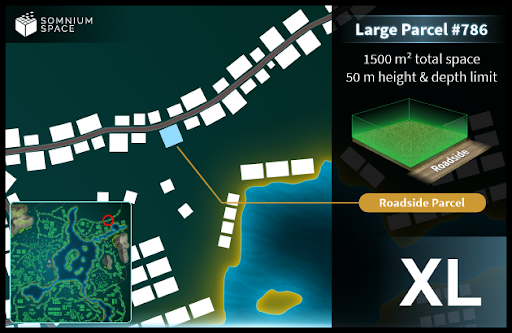 SOMNIUM
SPACE
Large Parcel #786
1500 m² total space
50 m height & depth limit
Roadside
Roadside Parcel
XL